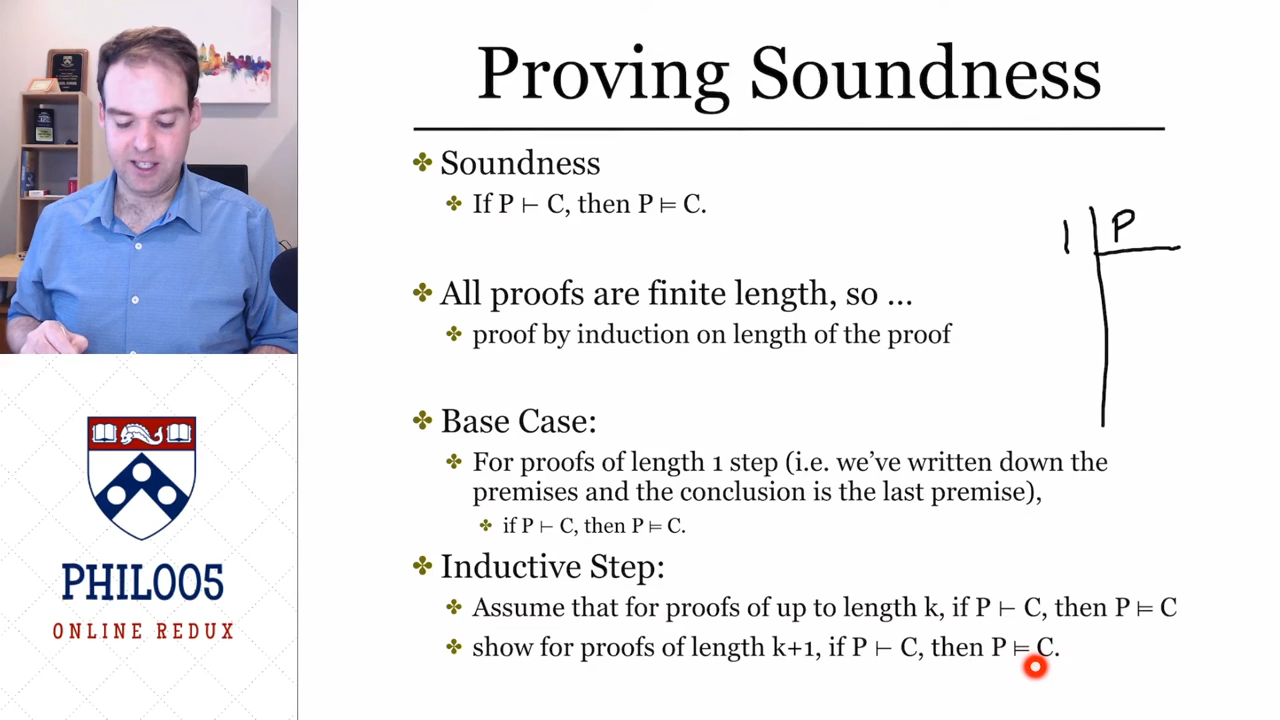 Proving Soundness
✤ Soundness
✤ If P ⊢ C, then P ⊨ C.
1 P
✤ All proofs are finite length, so ...
✤ proof by induction on length of the proof
✤ Base Case:
✤ For proofs of length 1 step (i.e. we’ve written down the
premises and the conclusion is the last premise),
✤ if P ⊢ C, then P ⊨ C.
✤ Inductive Step:
✤ Assume that for proofs of up to length k, if P ⊢ C, then P ⊨ C
✤ show for proofs of length k+1, if P ⊢ C, then P ⊨ C.
PHIL005
ONLINE REDUX